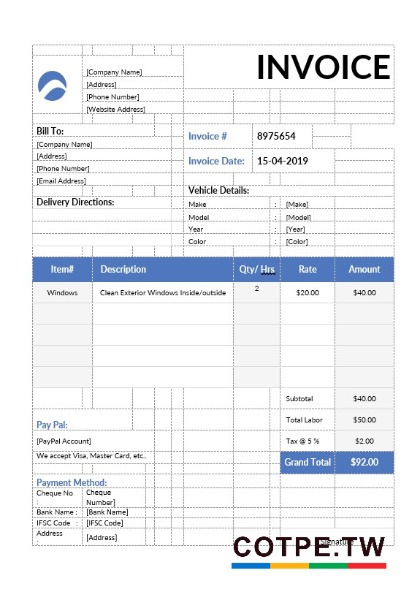 INVOICE
[Company Name]
[Address]
[Phone Number]
[Website Address]
Bill To:
[Company Name]
[Address]
[Phone Number]
[Email Address]
Invoice # 8975654
Invoice Date: 15-04-2019
Delivery Directions:
Vehicle Details:
Make : [Make]
Model : [Model]
Year : [Year]
Color : [Color]
Item# Description Qty/ Hrs Rate Amount
Windows Clean Exterior Windows Inside/outside 2 $20.00 $40.00
Subtotal $40.00
Total Labor $50.00
Tax @ 5 % $2.00
Grand Total $92.00
Pay Pal:
[PayPal Account]
We accept Visa, Master Card, etc..
Payment Method:
Cheque No : [Cheque Number]
Bank Name : [Bank Name]
IFSC Code : [IFSC Code]
Address : [Address]
Signature
COTPE.TW